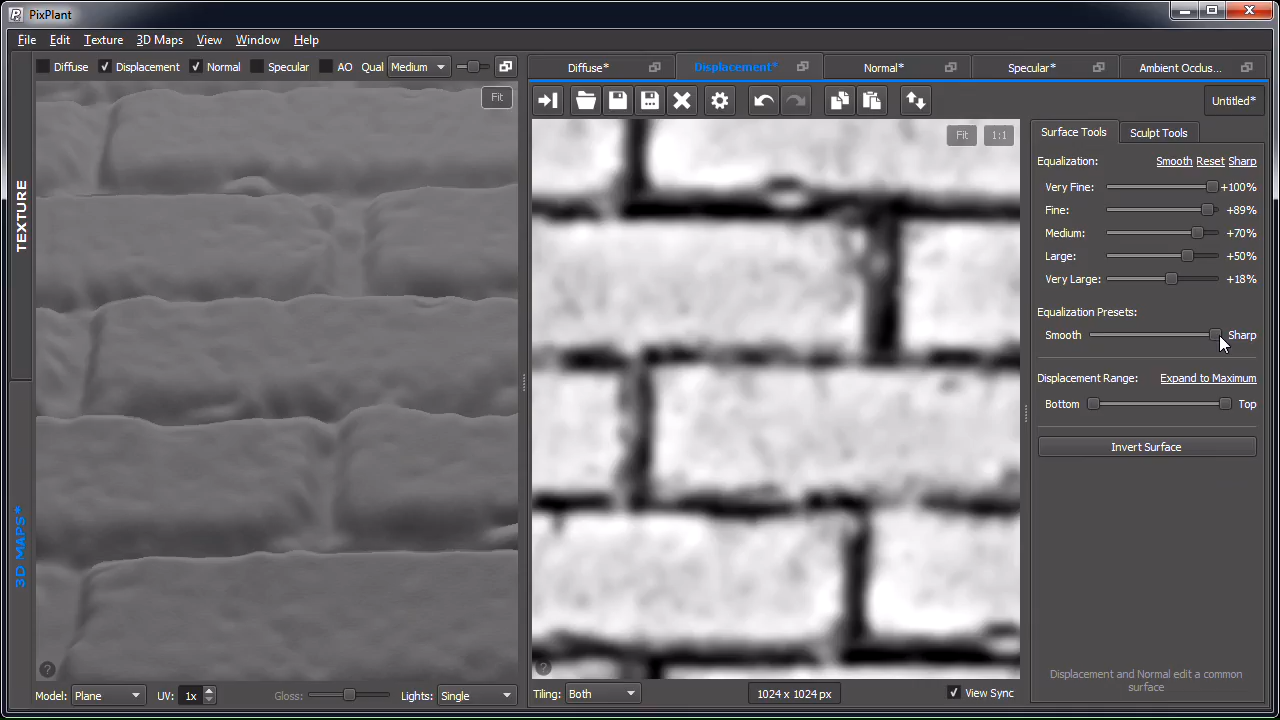 PixPlant
File Edit Texture 3D Maps View Window Help
Diffuse Displacement Normal Specular AO Qual Medium
Diffuse* Displacement* Normal* Specular* Ambient Occlus...
Untitled*
Fit
Fit 1:1
TEXTURE
3D MAPS*
Surface Tools Sculpt Tools
Equalization: Smooth Reset Sharp
Very Fine: +100%
Fine: +89%
Medium: +70%
Large: +50%
Very Large: +18%
Equalization Presets:
Smooth Sharp
Displacement Range: Expand to Maximum
Bottom Top
Invert Surface
Displacement and Normal edit a common
surface
? ?
Model: Plane UV: 1x Gloss: Lights: Single
Tiling: Both 1024 x 1024 px View Sync